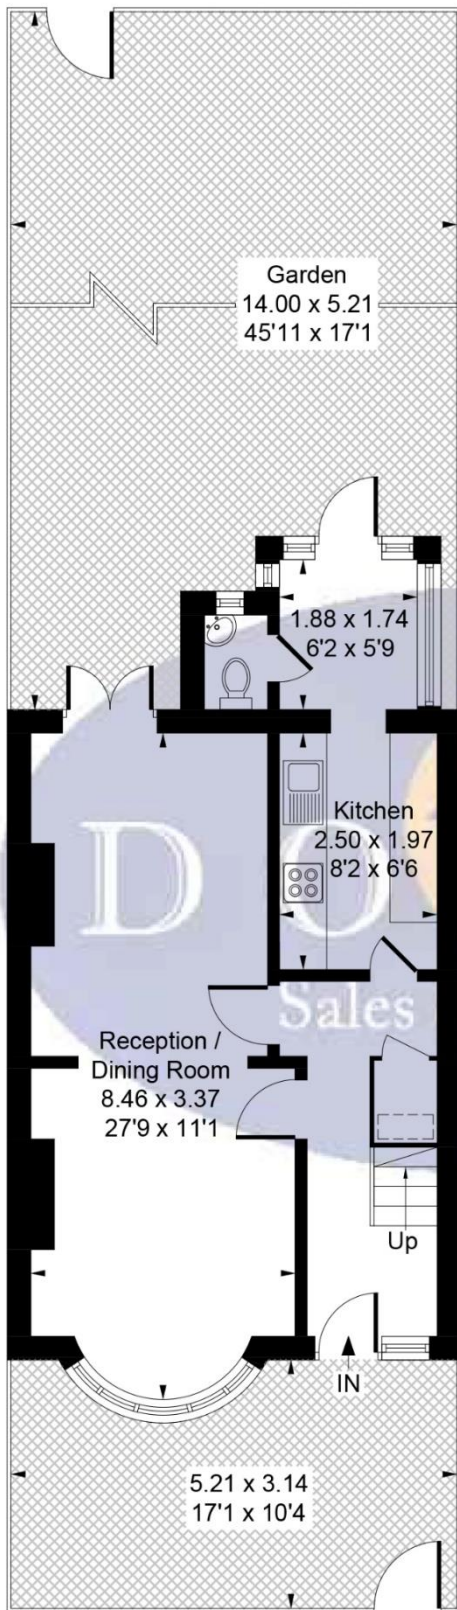 Garden
14.00 x 5.21
45'11 x 17'1
1.88 x 1.74
6'2 x 5'9
Kitchen
2.50 x 1.97
8'2 x 6'6
D O
Sales
Reception /
Dining Room
8.46 x 3.37
27'9 x 11'1
Up
IN
5.21 x 3.14
17'1 x 10'4